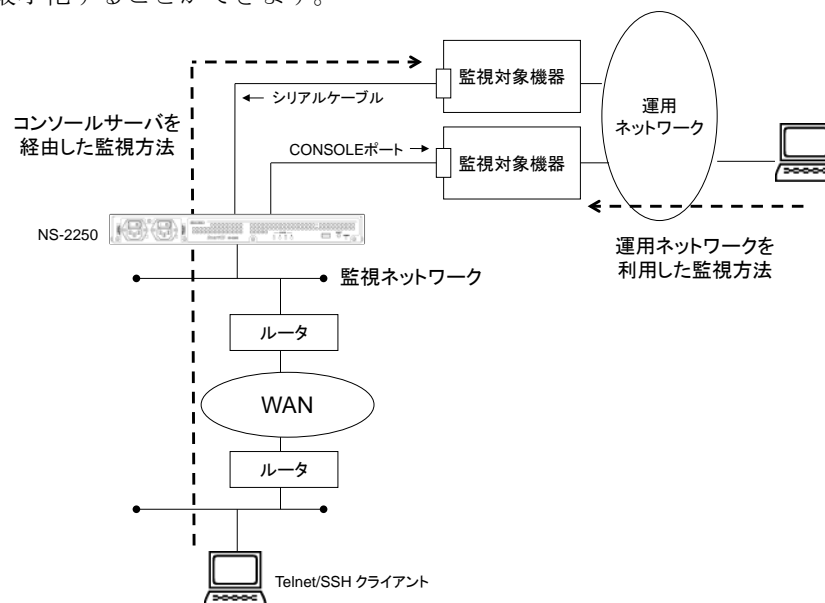 することができます。
監視対象機器
シリアルケーブル
運用
ネットワーク
コンソールサーバを
経由した監視方法
CONSOLEポート
監視対象機器
NS-2250
運用ネットワークを
利用した監視方法
監視ネットワーク
ルータ
WAN
ルータ
Telnet/SSH クライアント